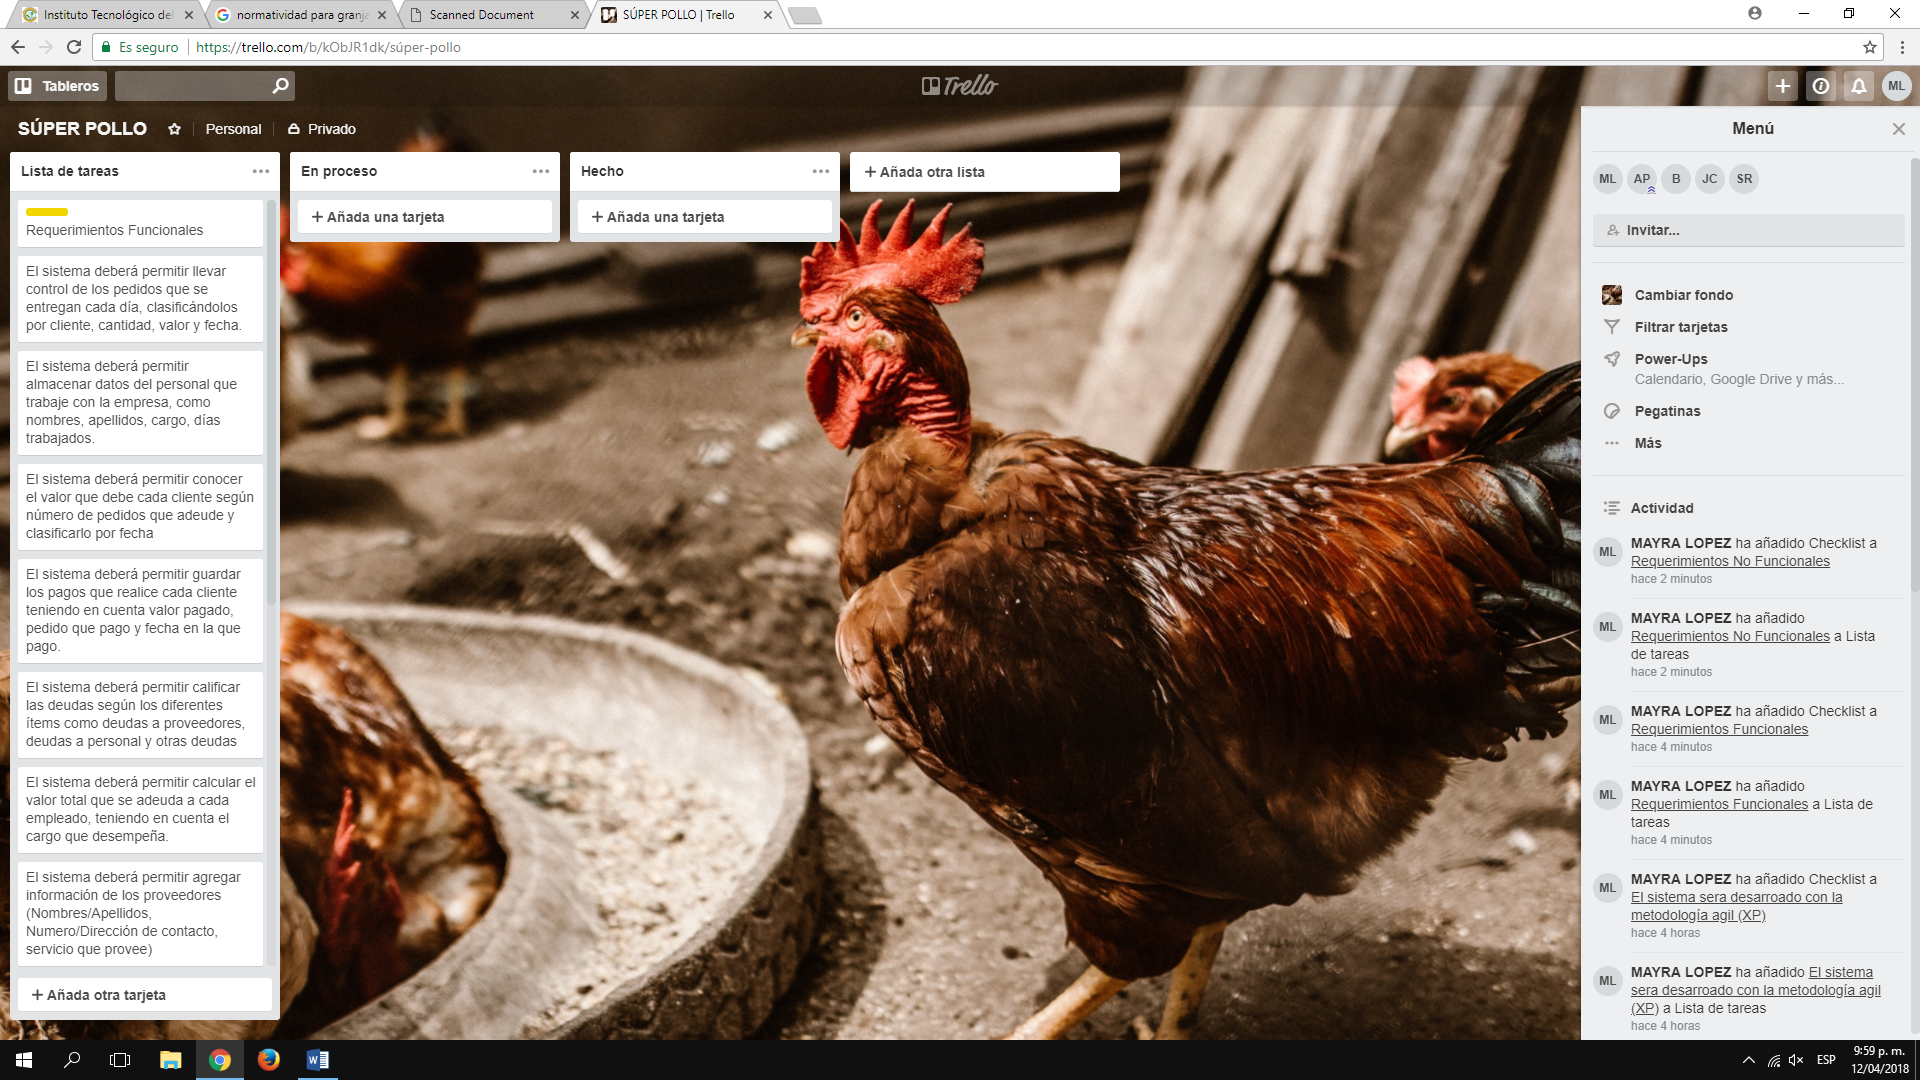 Instituto Tecnológico del
normatividad para granja
Scanned Document
SÚPER POLLO | Trello
Es seguro
https://trello.com/b/kObJR1dk/súper-pollo
Tableros
Trello
ML
SÚPER POLLO
Personal
Privado
Lista de tareas
Requerimientos Funcionales
El sistema deberá permitir llevar
control de los pedidos que se
entregan cada día, clasificándolos
por cliente, cantidad, valor y fecha.
El sistema deberá permitir
almacenar datos del personal que
trabaje con la empresa, como
nombres, apellidos, cargo, días
trabajados.
El sistema deberá permitir conocer
el valor que debe cada cliente según
número de pedidos que adeude y
clasificarlo por fecha
El sistema deberá permitir guardar
los pagos que realice cada cliente
teniendo en cuenta valor pagado,
pedido que pago y fecha en la que
pago.
El sistema deberá permitir calificar
las deudas según los diferentes
ítems como deudas a proveedores,
deudas a personal y otras deudas
El sistema deberá permitir calcular el
valor total que se adeuda a cada
empleado, teniendo en cuenta el
cargo que desempeña.
El sistema deberá permitir agregar
información de los proveedores
(Nombres/Apellidos,
Numero/Dirección de contacto,
servicio que provee)
+ Añada otra tarjeta
En proceso
+ Añada una tarjeta
Hecho
+ Añada una tarjeta
+ Añada otra lista
Menú
ML AP B JC SR
Invitar...
Cambiar fondo
Filtrar tarjetas
Power-Ups
Calendario, Google Drive y más...
Pegatinas
Más
Actividad
ML
MAYRA LOPEZ ha añadido Checklist a
Requerimientos No Funcionales
hace 2 minutos
ML
MAYRA LOPEZ ha añadido
Requerimientos No Funcionales a Lista
de tareas
hace 2 minutos
ML
MAYRA LOPEZ ha añadido Checklist a
Requerimientos Funcionales
hace 4 minutos
ML
MAYRA LOPEZ ha añadido
Requerimientos Funcionales a Lista de
tareas
hace 4 minutos
ML
MAYRA LOPEZ ha añadido Checklist a
El sistema sera desarroado con la
metodología agil (XP)
hace 4 horas
ML
MAYRA LOPEZ ha añadido El sistema
sera desarroado con la metodología agil
(XP) a Lista de tareas
hace 4 horas
ESP
9:59 p. m.
12/04/2018